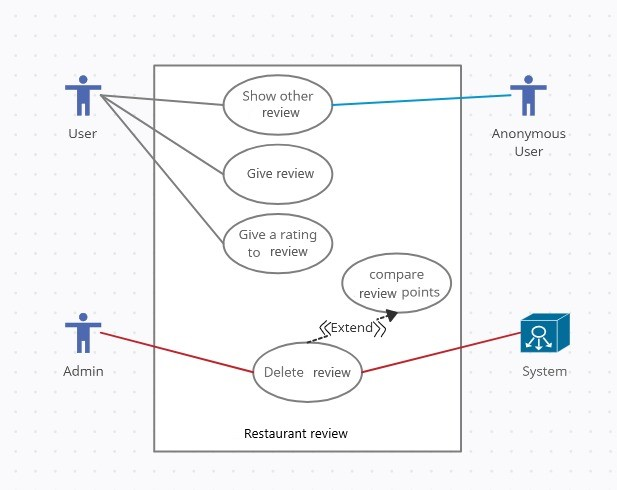 Show other
review
User
Anonymous
User
Give review
Give a rating
to review
compare
review points
<<Extend>>
Admin
Delete review
System
Restaurant review